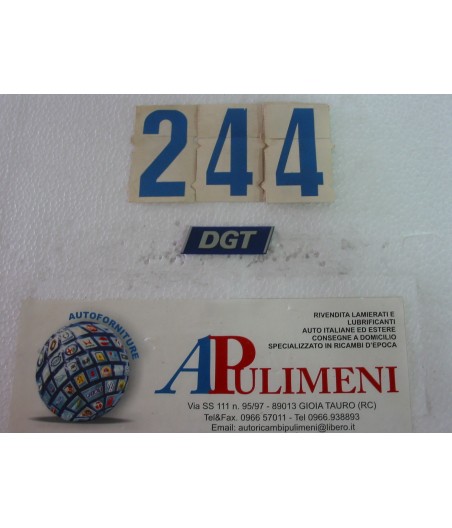 244
DGT
AUTOFORNITURE
RIVENDITA LAMIERATI E
LUBRIFICANTI
AUTO ITALIANE ED ESTERE
CONSEGNE A DOMICILIO
SPECIALIZZATO IN RICAMBI D'EPOCA
APULIMENI
Via SS 111 n. 95/97 - 89013 GIOIA TAURO (RC)
Tel&Fax. 0966 57011 - Tel 0966.938893
Email: autoricambipulimeni@libero.it